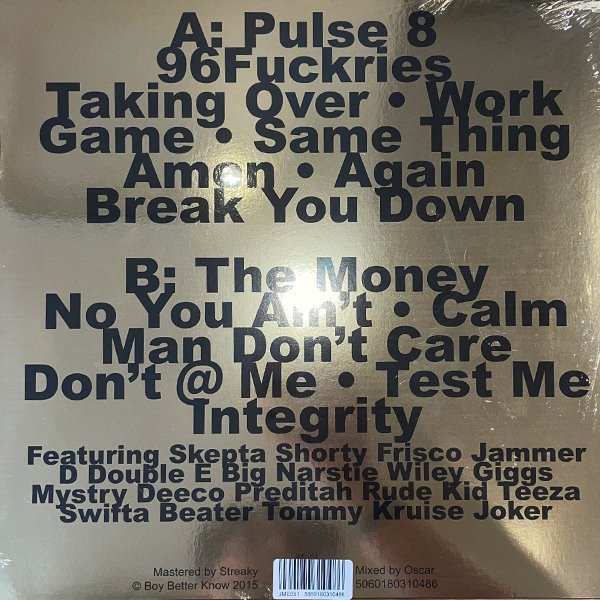 A: Pulse 8
96Fuckries
Taking Over • Work
Game • Same Thing
Amen • Again
Break You Down
B: The Money
No You Ain't • Calm
Man Don't Care
Don't @ Me • Test Me
Integrity
Featuring Skepta Shorty Frisco Jammer
D Double E Big Narstie Wiley Giggs
Mystry Deeco Preditah Rude Kid Teeza
Swifta Beater Tommy Kruise Joker
Mastered by Streaky
Mixed by Oscar
© Boy Better Know 2015
JME051 5060180310486
5060180310486